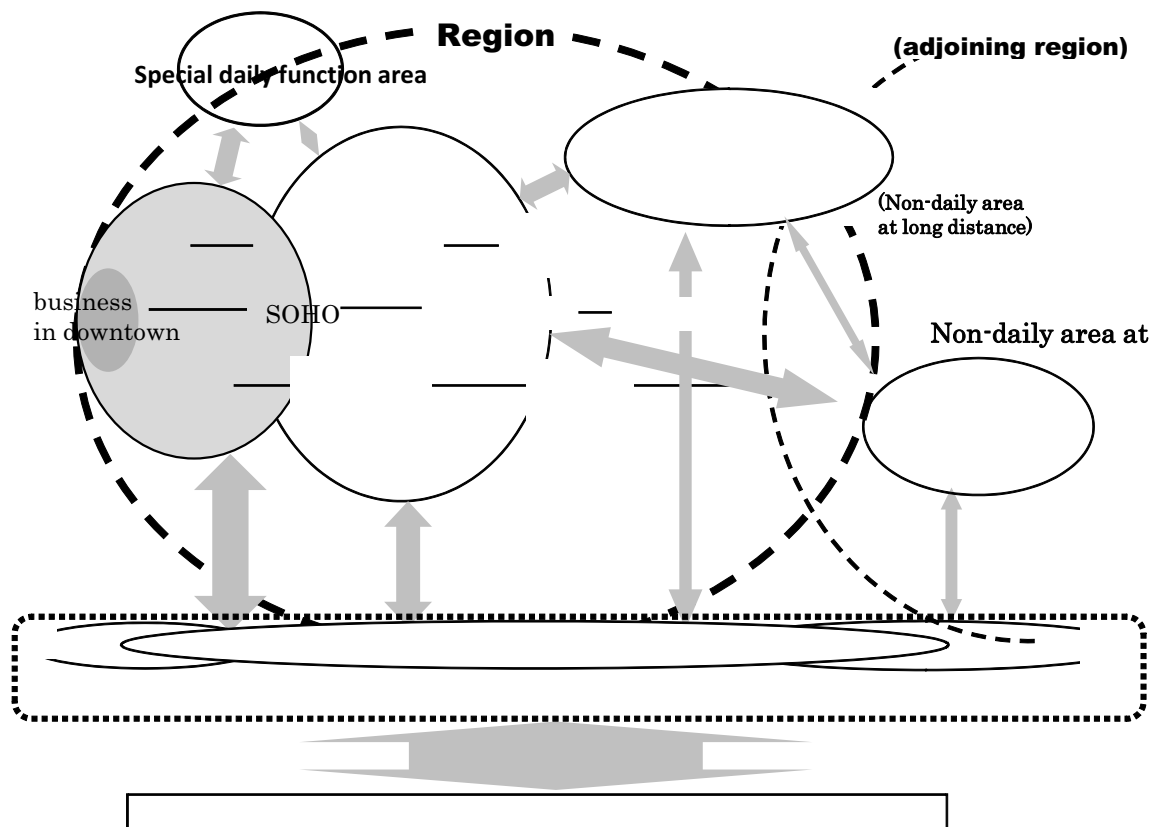 Region
(adjoining region)
Special daily function area
(Non-daily area
at long distance)
business
in downtown
SOHO
Non-daily area at